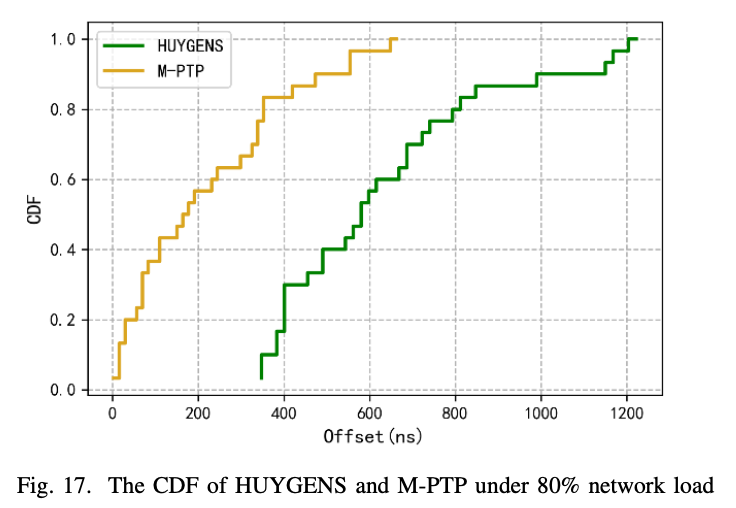 HUYGENS
M-PTP
1.0
0.8
0.6
0.4
0.2
0.0
CDF
0 200 400 600 800 1000 1200
Offset(ns)
Fig. 17. The CDF of HUYGENS and M-PTP under 80% network load